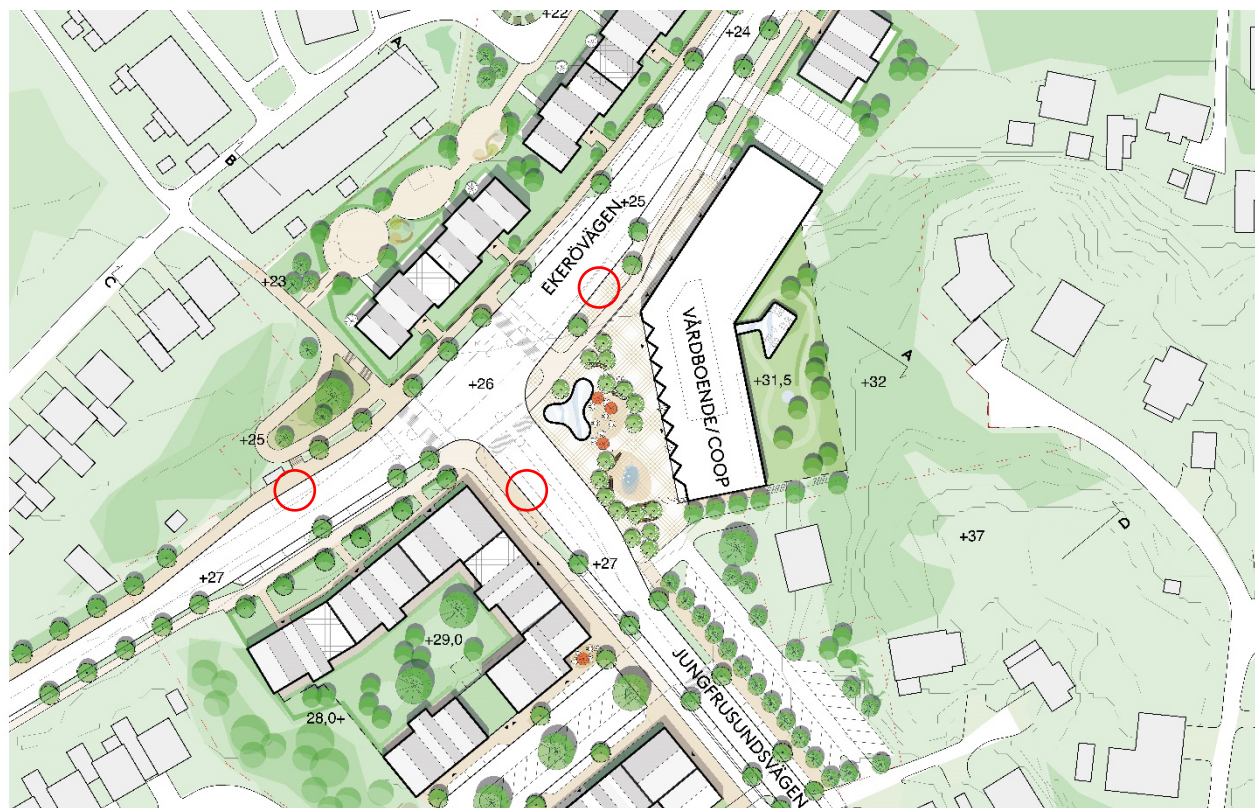 +22
A
+24
B
+25
EKERÖVÄGEN
C
+23
VÅRDBOENDE/COOP
A
+26
+31,5
+32
+25
D
+37
+27
+27
+29,0
JUNGFRUSUNDSVÄGEN
28,0+